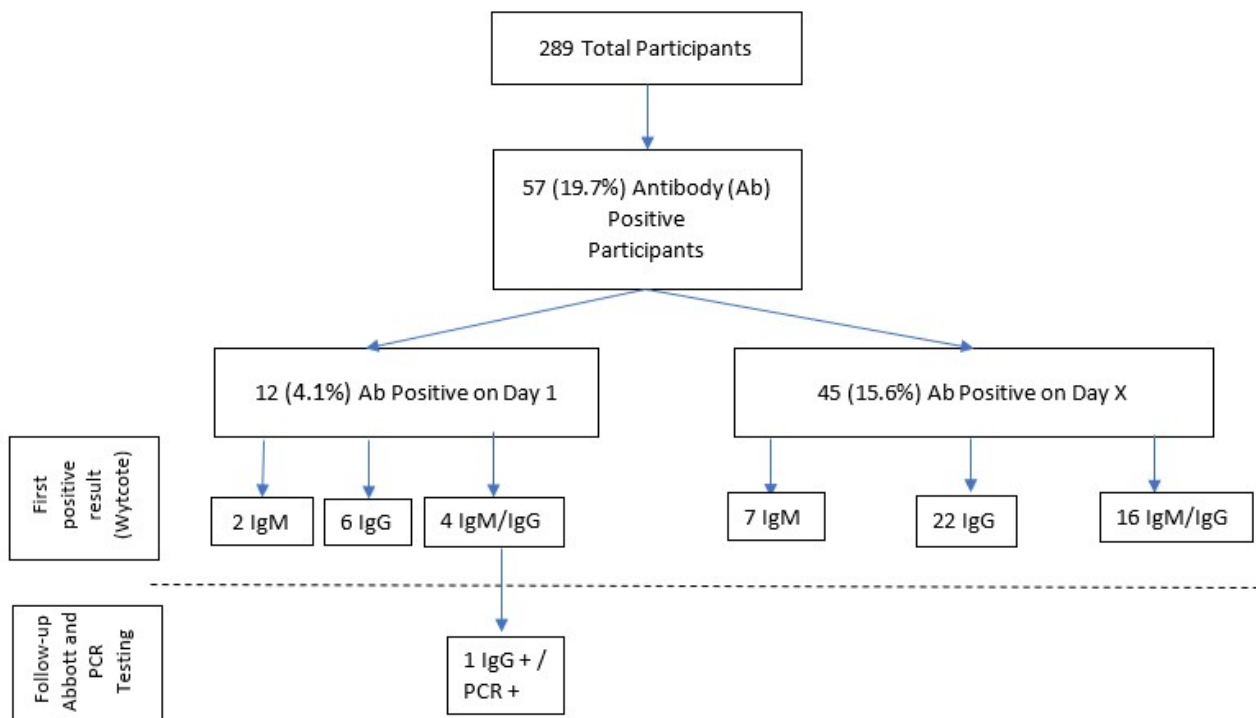 289 Total Participants
57 (19.7%) Antibody (Ab)
Positive
Participants
12 (4.1%) Ab Positive on Day 1
45 (15.6%) Ab Positive on Day X
First
positive
result
(Wytcote)
2 IgM
6 IgG
4 IgM/IgG
7 IgM
22 IgG
16 IgM/IgG
Follow-up
Abbott and
PCR
Testing
1 IgG + /
PCR +